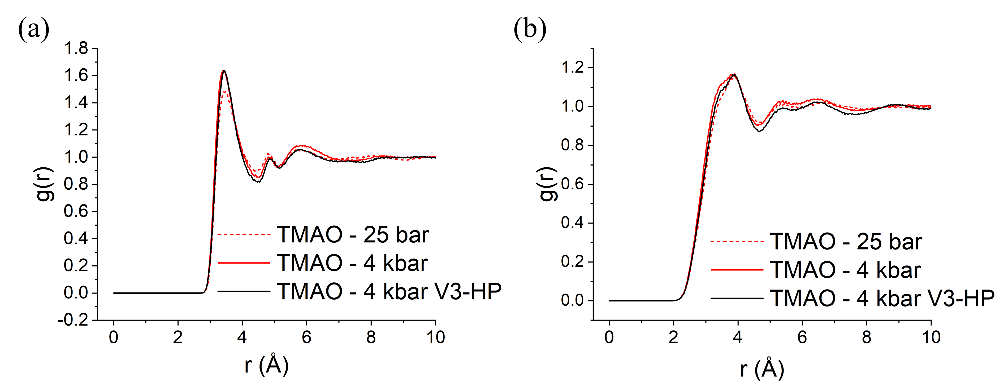 (a)
1.8
1.6
1.4
1.2
1.0
0.8
0.6
0.4
0.2
0.0
-0.2
g(r)
TMAO - 25 bar
TMAO - 4 kbar
TMAO - 4 kbar V3-HP
0 2 4 6 8 10
r (Å)
(b)
1.2
1.0
0.8
0.6
0.4
0.2
0.0
g(r)
TMAO - 25 bar
TMAO - 4 kbar
TMAO - 4 kbar V3-HP
0 2 4 6 8 10
r (Å)